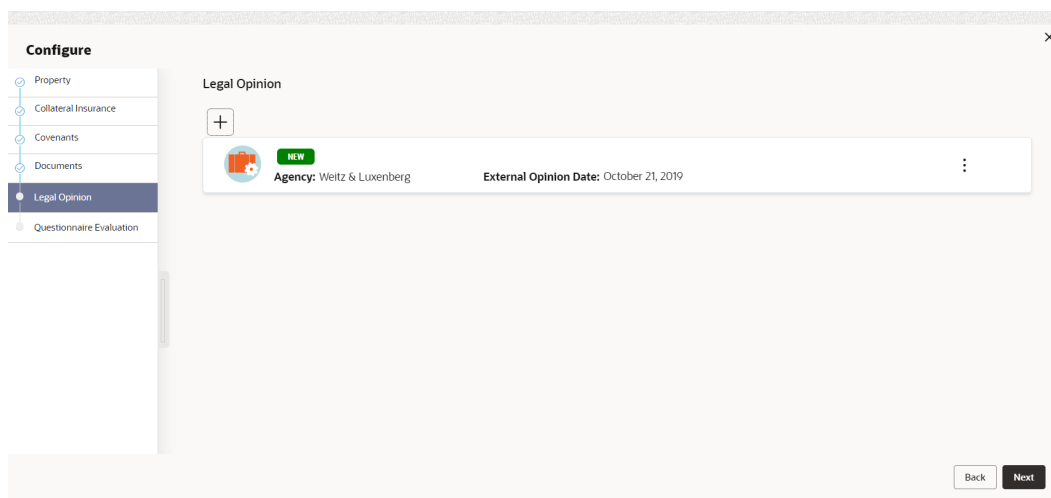 Configure
Property
Collateral Insurance
Covenants
Documents
Legal Opinion
Questionnaire Evaluation
Legal Opinion
NEW
Agency: Weitz & Luxenberg External Opinion Date: October 21, 2019
Back Next